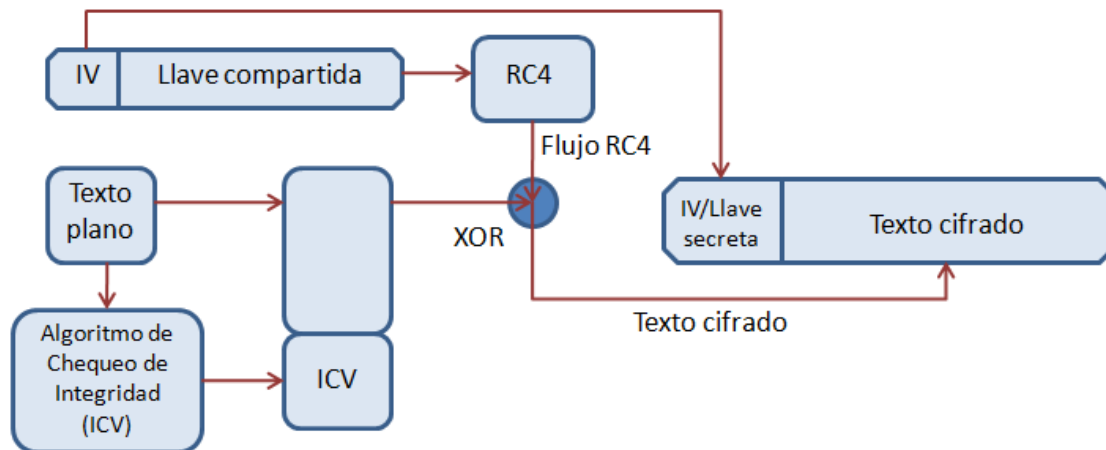 IV
Llave compartida
RC4
Flujo RC4
Texto
plano
XOR
IV/Llave
secreta
Texto cifrado
Texto cifrado
Algoritmo de
Chequeo de
Integridad
(ICV)
ICV